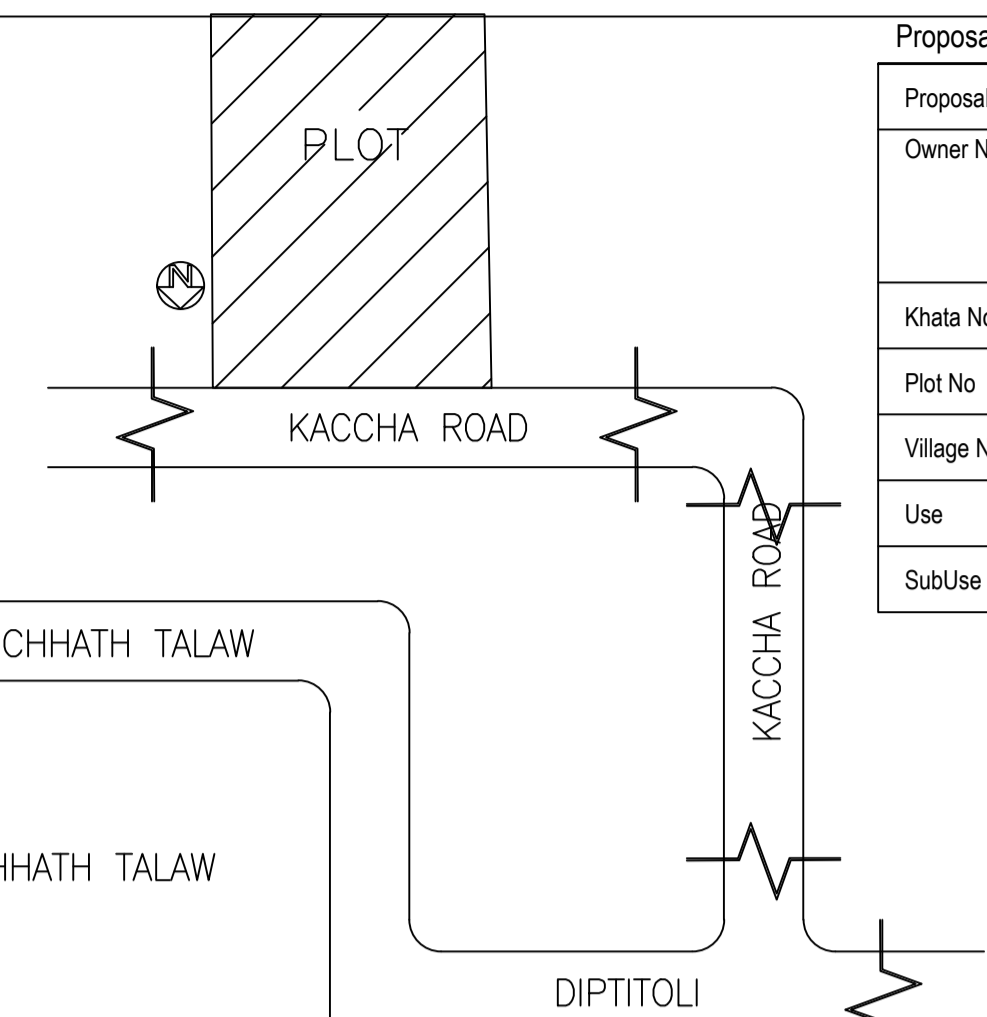 PLOT
N
KACCHA ROAD
KACCHA ROAD
CHHATH TALAW
HHATH TALAW
DIPTITOLI
Proposa
Proposal
Owner N
Khata No
Plot No
Village N
Use
SubUse